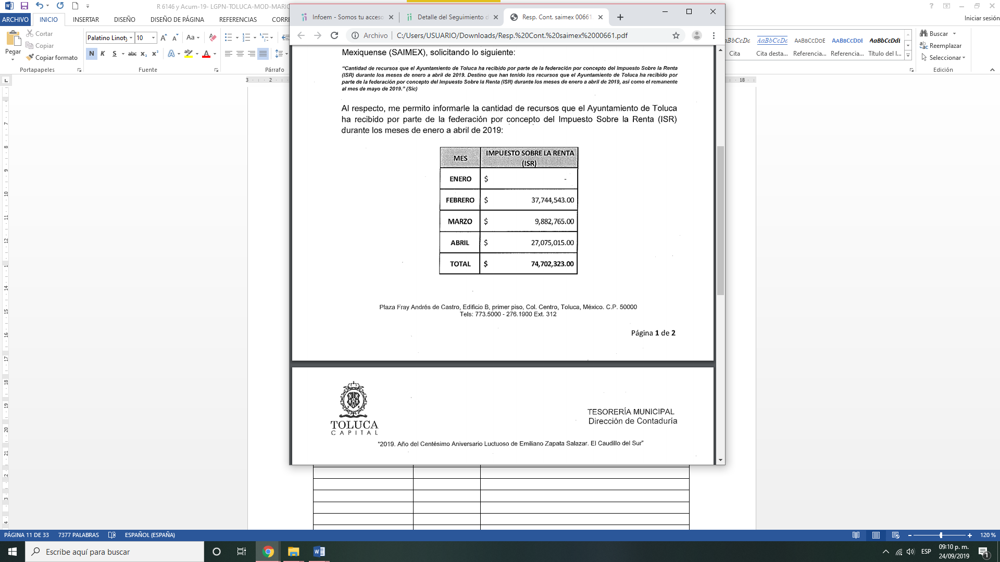 R 6146 y Acum-19- LGPN-TOLUCA-MOD-MARIO
Iniciar sesión
ARCHIVO INICIO INSERTAR DISEÑO DISEÑO DE PÁGINA REFERENCIAS
Pegar
Cortar
Copiar
Copiar formato
Portapapeles
Palatino Linoty 10
N K S abc x₂ x²
Fuente
Párrafo
AaBbCcDc AABBCCDDE AABBCCDDE AaBbCcDdl
Cita Cita desta... Referencia... Referencia... Título del l...
Buscar
Reemplazar
Seleccionar
Edición
Infoem - Somos tu acceso
Detalle del Seguimiento d
Resp. Cont. saimex 00661.
Archivo C:/Users/USUARIO/Downloads/Resp.%20Cont.%20saimex%2000661.pdf
Mexiquense (SAIMEX), solicitando lo siguiente:
"Cantidad de recursos que el Ayuntamiento de Toluca ha recibido por parte de la federación por concepto del Impuesto Sobre la Renta
(ISR) durante los meses de enero a abril de 2019. Destino que han tenido los recursos que el Ayuntamiento de Toluca ha recibido por
parte de la federación por concepto del Impuesto Sobre la Renta (ISR) durante los meses de enero a abril de 2019, así como el remanente
al mes de mayo de 2019." (Sic)
Al respecto, me permito informarle la cantidad de recursos que el Ayuntamiento de Toluca
ha recibido por parte de la federación por concepto del Impuesto Sobre la Renta (ISR)
durante los meses de enero a abril de 2019:
MES IMPUESTO SOBRE LA RENTA
(ISR)
ENERO $ -
FEBRERO $ 37,744,543.00
MARZO $ 9,882,765.00
ABRIL $ 27,075,015.00
TOTAL $ 74,702,323.00
Plaza Fray Andrés de Castro, Edificio B, primer piso, Col. Centro, Toluca, México. C.P. 50000
Tels: 773.5000 - 276.1900 Ext. 312
Página 1 de 2
TOLUCA
CAPITAL
TESORERÍA MUNICIPAL
Dirección de Contaduría
"2019. Año del Centésimo Aniversario Luctuoso de Emiliano Zapata Salazar. El Caudillo del Sur"
PÁGINA 11 DE 33 7377 PALABRAS ESPAÑOL (ESPAÑA)
120 %
Escribe aquí para buscar
ESP
09:10 p. m.
24/09/2019